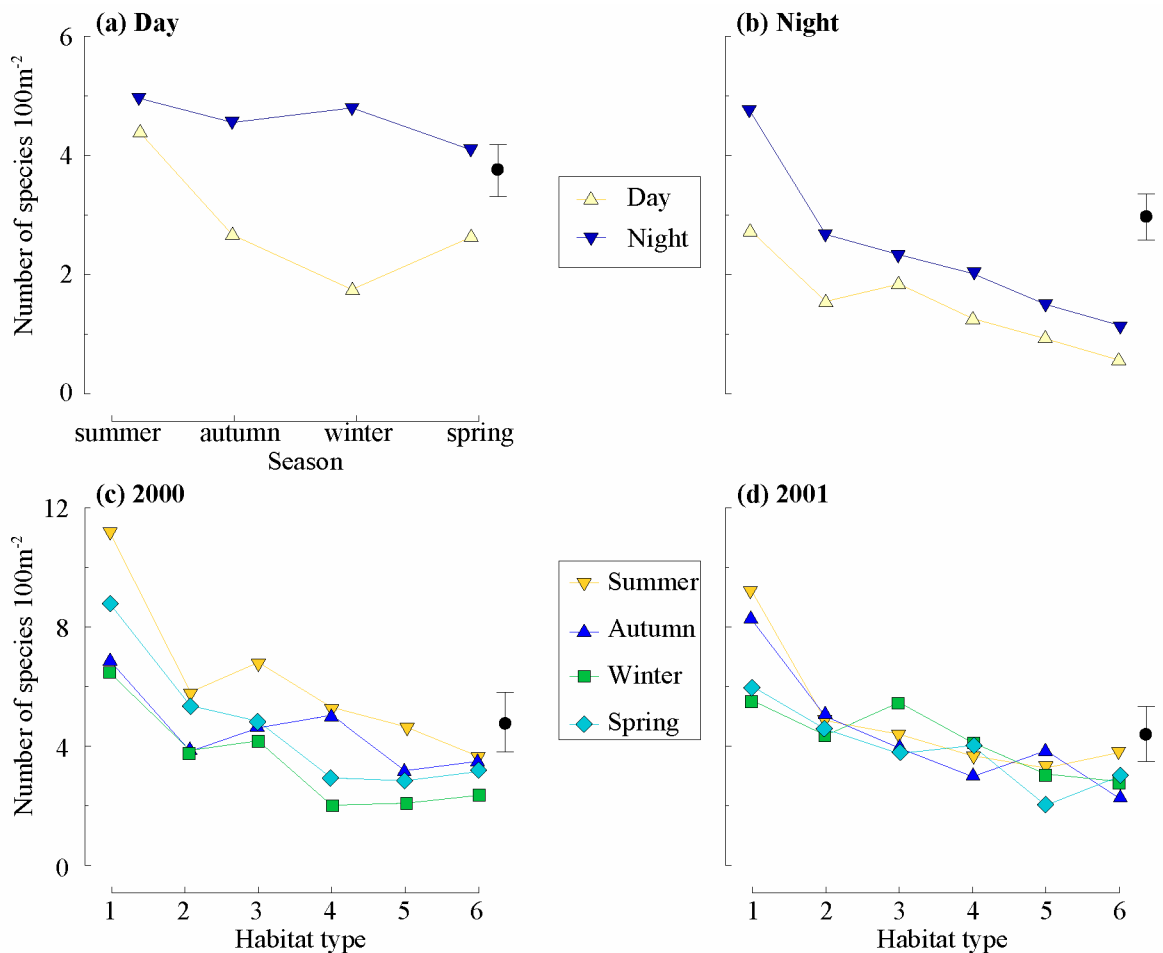 (a) Day
(b) Night
6
4
2
0
Number of species 100m-2
Day
Night
summer autumn winter spring
Season
(c) 2000
(d) 2001
12
8
4
0
Number of species 100m-2
Summer
Autumn
Winter
Spring
1 2 3 4 5 6
Habitat type
1 2 3 4 5 6
Habitat type